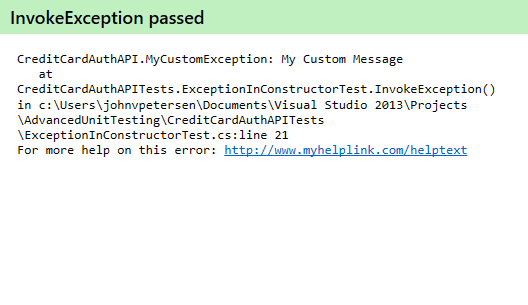 InvokeException passed
CreditCardAuthAPI.MyCustomException: My Custom Message
at
CreditCardAuthAPITests.ExceptionInConstructorTest.InvokeException()
in c:\Users\johnvpetersen\Documents\Visual Studio 2013\Projects
\AdvancedUnitTesting\CreditCardAuthAPITests
\ExceptionInConstructorTest.cs:line 21
For more help on this error: http://www.myhelplink.com/helptext